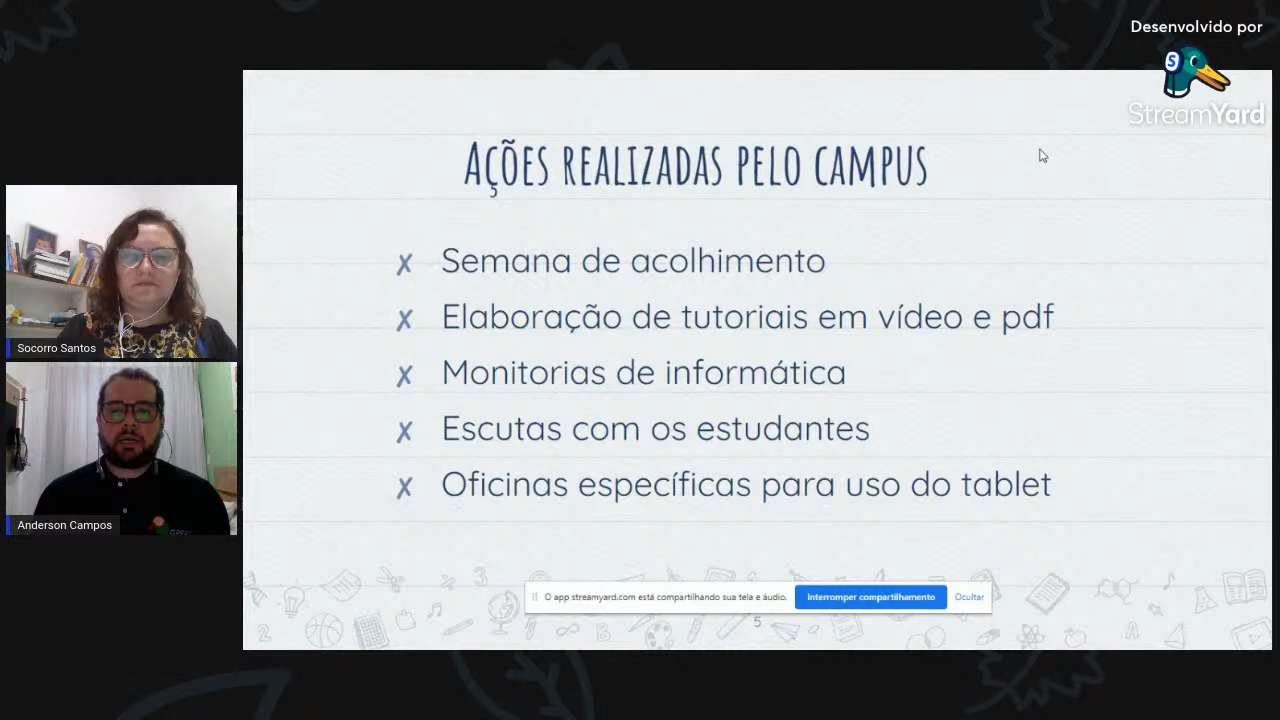 Desenvolvido por
StreamYard
AÇÕES REALIZADAS PELO CAMPUS
✗ Semana de acolhimento
✗ Elaboração de tutoriais em vídeo e pdf
✗ Monitorias de informática
✗ Escutas com os estudantes
✗ Oficinas específicas para uso do tablet
Socorro Santos
Anderson Campos
O app streamyard.com está compartilhando sua tela e áudio.
Interromper compartilhamento
Ocultar
5